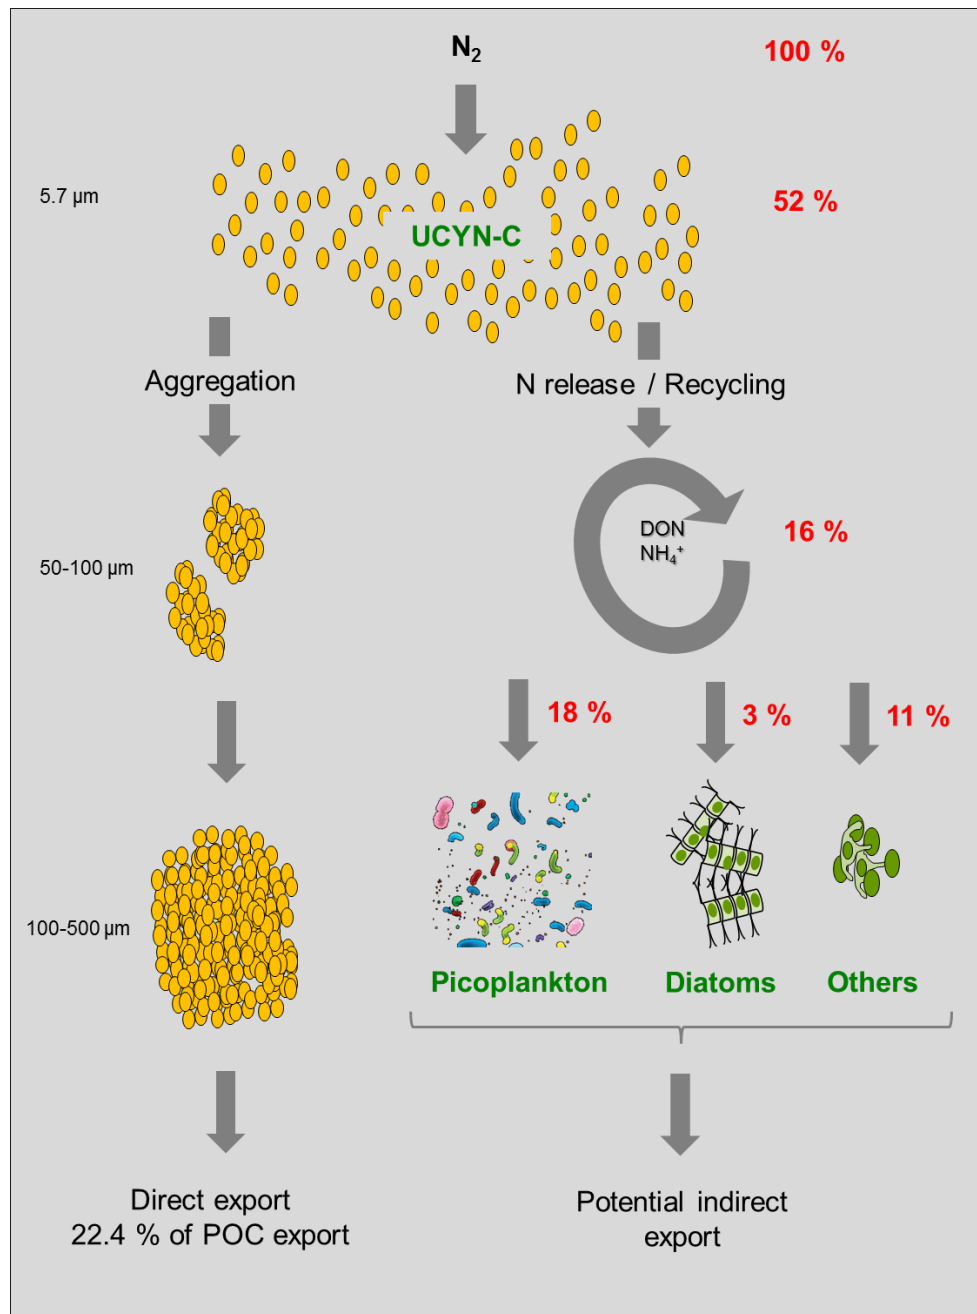 N₂
100 %
5.7 µm
52 %
UCYN-C
Aggregation
N release / Recycling
DON
NH₄⁺
16 %
50-100 µm
18 %
3 %
11 %
100-500 µm
Picoplankton
Diatoms
Others
Direct export
22.4 % of POC export
Potential indirect
export